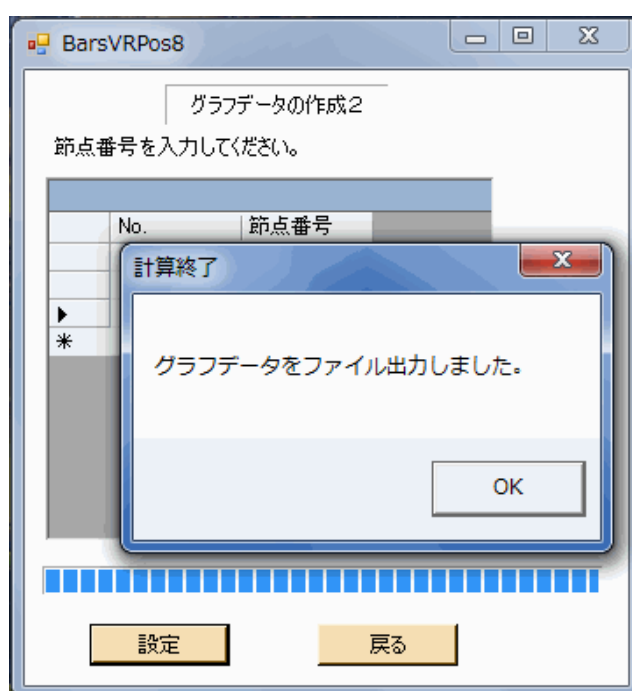 BarsVRPos8
グラフデータの作成2
節点番号を入力してください。
No. 節点番号
計算終了
グラフデータをファイル出力しました。
OK
設定 戻る